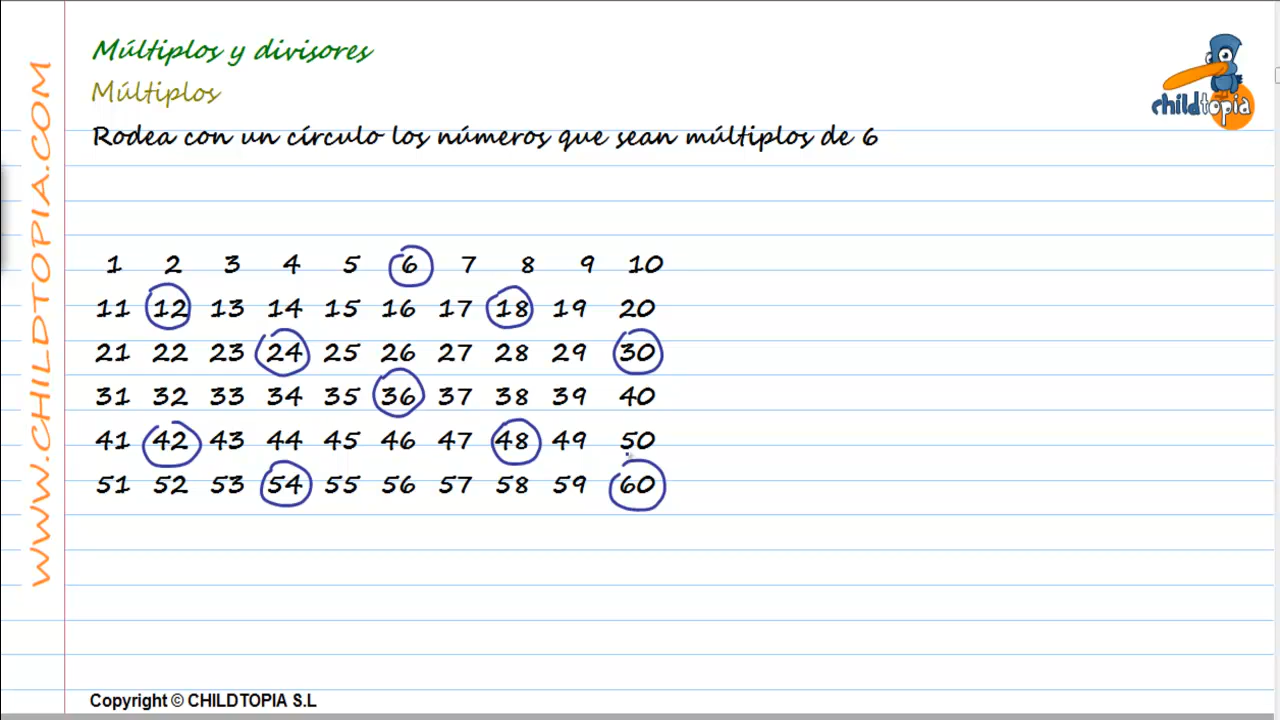 Múltiplos y divisores
Múltiplos
Rodea con un círculo los números que sean múltiplos de 6
childtopia
WWW.CHILDTOPIA.COM
1 2 3 4 5 6 7 8 9 10
11 12 13 14 15 16 17 18 19 20
21 22 23 24 25 26 27 28 29 30
31 32 33 34 35 36 37 38 39 40
41 42 43 44 45 46 47 48 49 50
51 52 53 54 55 56 57 58 59 60
Copyright © CHILDTOPIA S.L